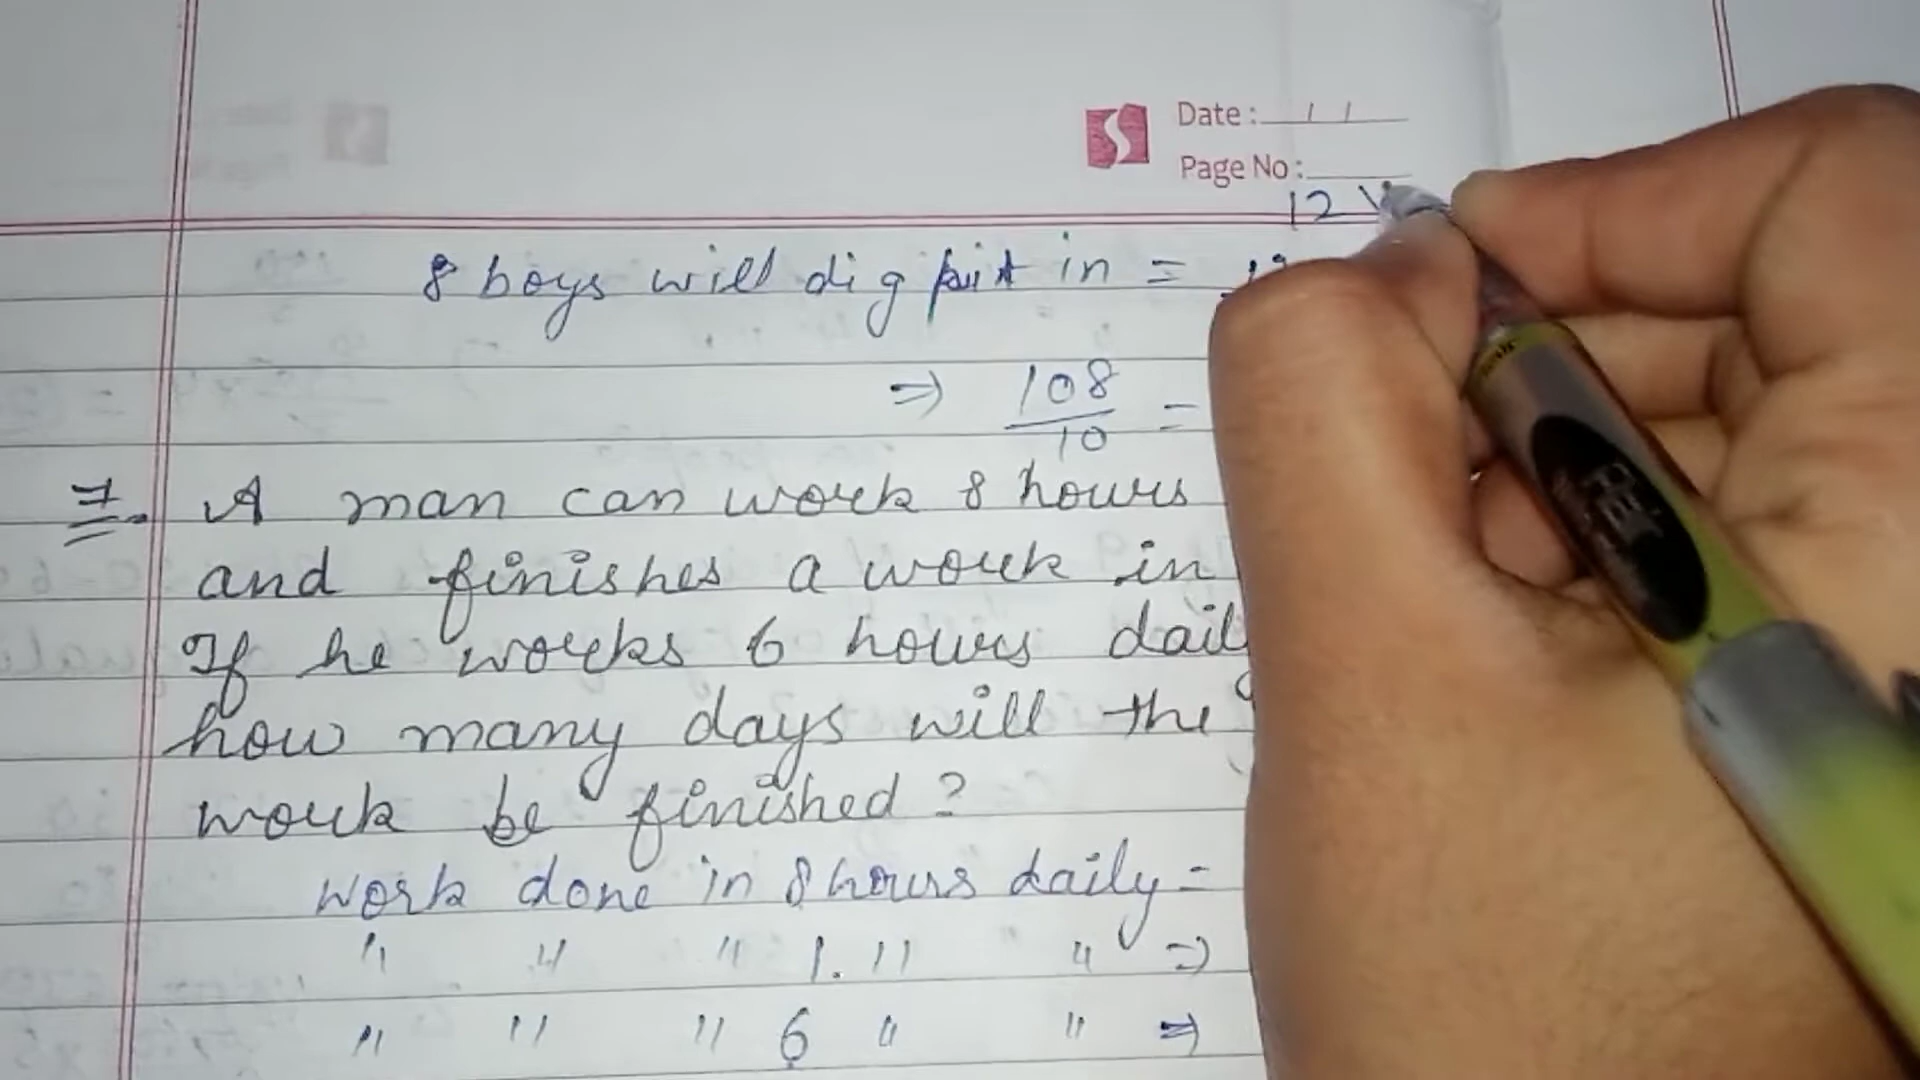 Date : / /
Page No :
12
8 boys will dig pit in =
⇒ 108/10 =
7. A man can work 8 hours
and finishes a work in
If he works 6 hours
how many days will the
work be finished?
work done in 8 hours daily =
" " " 1. " " ⇒
" " " 6 " " ⇒